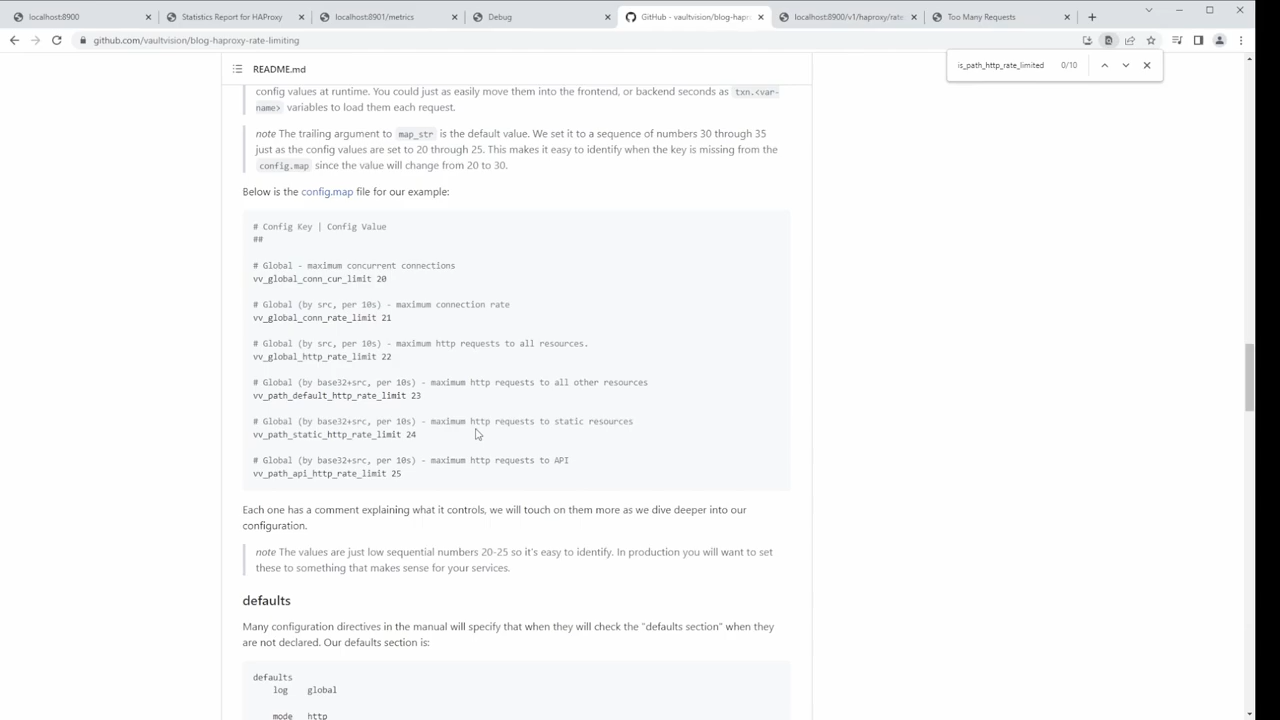 localhost:8900
Statistics Report for HAProxy
localhost:8901/metrics
Debug
GitHub - vaultvision/blog-hapro
localhost:8900/v1/haproxy/rate
Too Many Requests
github.com/vaultvision/blog-haproxy-rate-limiting
is_path_http_rate_limited 0/10
README.md
config values at runtime. You could just as easily move them into the frontend, or backend seconds as txn.<var-
name> variables to load them each request.
note The trailing argument to map_str is the default value. We set it to a sequence of numbers 30 through 35
just as the config values are set to 20 through 25. This makes it easy to identify when the key is missing from the
config.map since the value will change from 20 to 30.
Below is the config.map file for our example:
# Config Key | Config Value
##
# Global - maximum concurrent connections
vv_global_conn_cur_limit 20
# Global (by src, per 10s) - maximum connection rate
vv_global_conn_rate_limit 21
# Global (by src, per 10s) - maximum http requests to all resources.
vv_global_http_rate_limit 22
# Global (by base32+src, per 10s) - maximum http requests to all other resources
vv_path_default_http_rate_limit 23
# Global (by base32+src, per 10s) - maximum http requests to static resources
vv_path_static_http_rate_limit 24
# Global (by base32+src, per 10s) - maximum http requests to API
vv_path_api_http_rate_limit 25
Each one has a comment explaining what it controls, we will touch on them more as we dive deeper into our
configuration.
note The values are just low sequential numbers 20-25 so it's easy to identify. In production you will want to set
these to something that makes sense for your services.
defaults
Many configuration directives in the manual will specify that when they will check the "defaults section" when they
are not declared. Our defaults section is:
defaults
log global
mode http